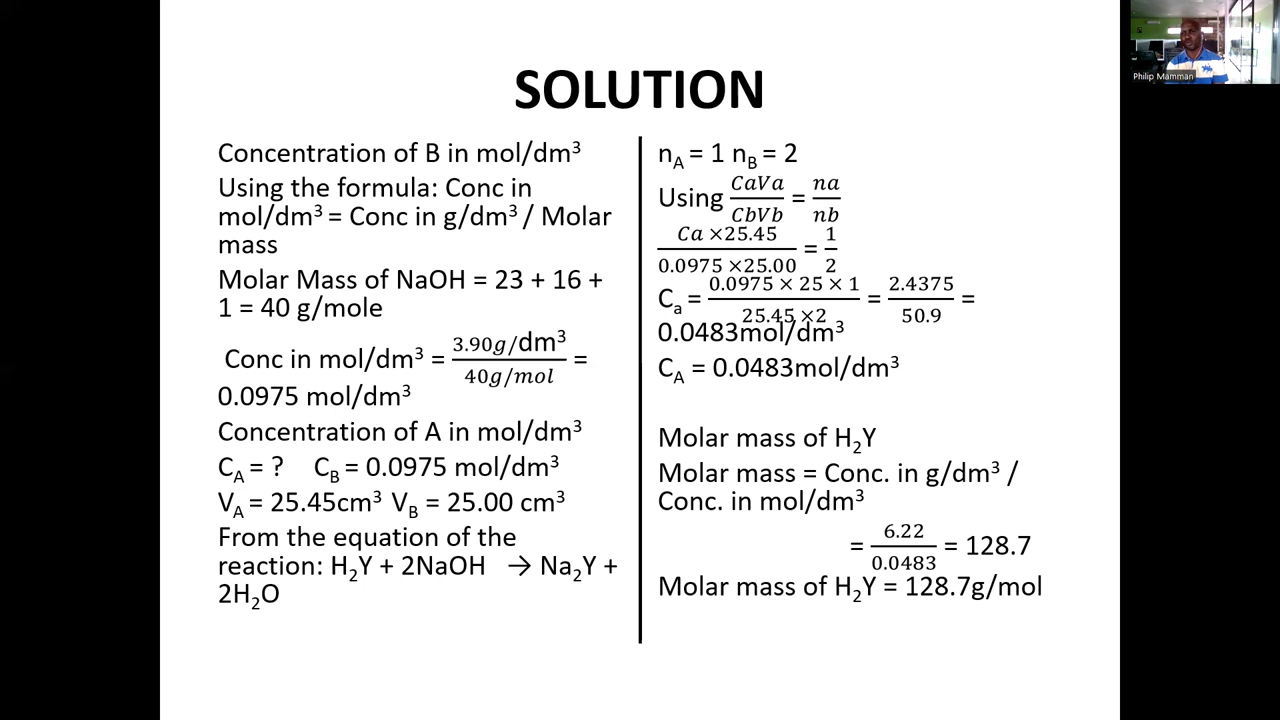 SOLUTION
Concentration of B in mol/dm³
Using the formula: Conc in
mol/dm³ = Conc in g/dm³ / Molar
mass
Molar Mass of NaOH = 23 + 16 +
1 = 40 g/mole
Conc in mol/dm³ = 3.90g/dm³ / 40g/mol =
0.0975 mol/dm³
Concentration of A in mol/dm³
C_A = ? C_B = 0.0975 mol/dm³
V_A = 25.45cm³ V_B = 25.00 cm³
From the equation of the
reaction: H₂Y + 2NaOH → Na₂Y +
2H₂O
n_A = 1 n_B = 2
Using CaVa / CbVb = na / nb
Ca ×25.45 / 0.0975 ×25.00 = 1 / 2
C_a = 0.0975 × 25 × 1 / 25.45 ×2 = 2.4375 / 50.9 =
0.0483mol/dm³
C_A = 0.0483mol/dm³
Molar mass of H₂Y
Molar mass = Conc. in g/dm³ /
Conc. in mol/dm³
= 6.22 / 0.0483 = 128.7
Molar mass of H₂Y = 128.7g/mol
Philip Mamman